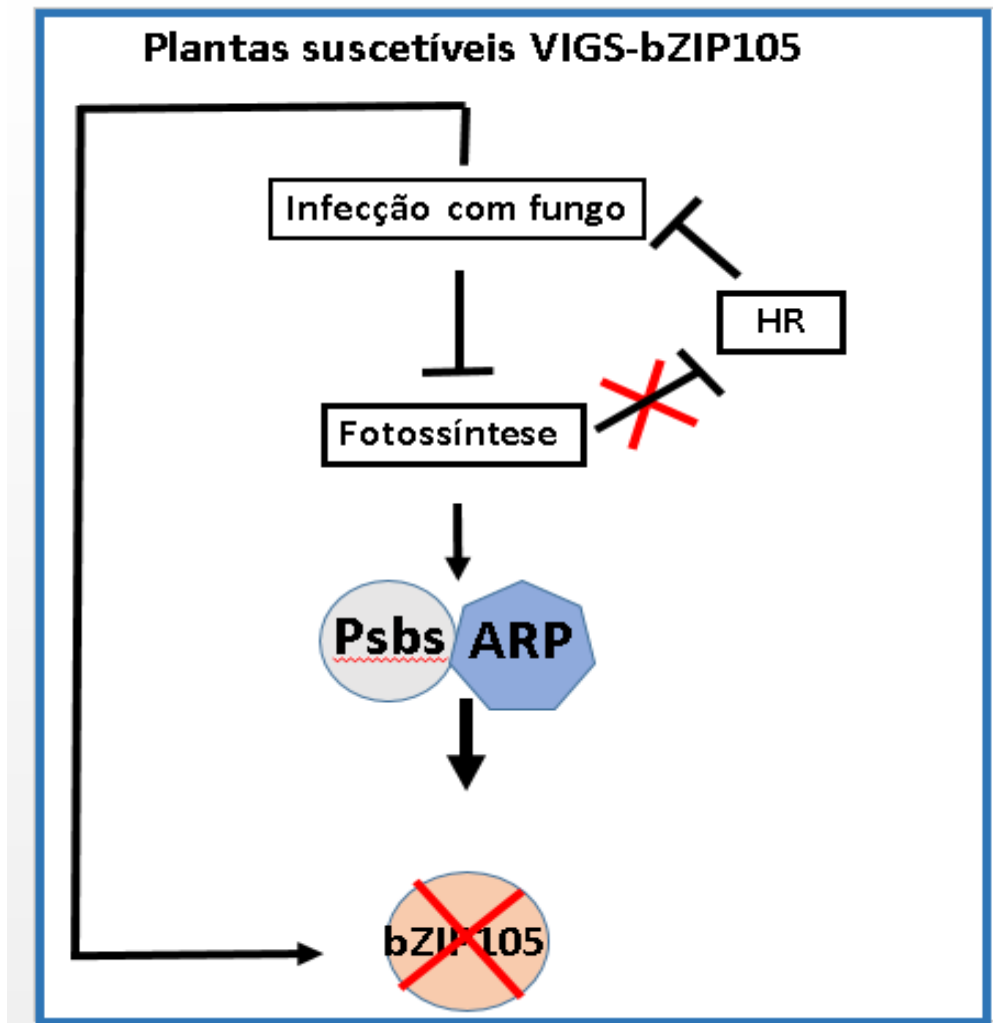 Plantas suscetíveis VIGS-bZIP105
Infecção com fungo
HR
Fotossíntese
Psbs
ARP
bZIP105